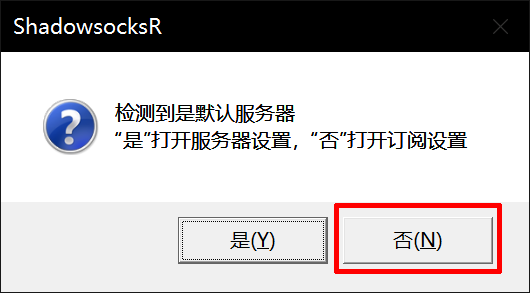 ShadowsocksR
检测到是默认服务器
“是”打开服务器设置，“否”打开订阅设置
是(Y)
否(N)